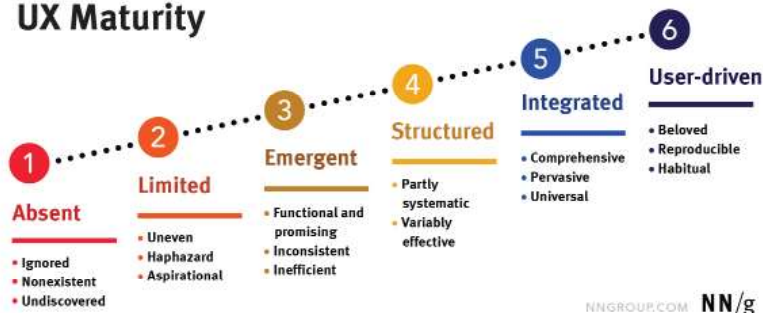 UX Maturity
1
Absent
• Ignored
• Nonexistent
• Undiscovered
2
Limited
• Uneven
• Haphazard
• Aspirational
3
Emergent
• Functional and
promising
• Inconsistent
• Inefficient
4
Structured
• Partly
systematic
• Variably
effective
5
Integrated
• Comprehensive
• Pervasive
• Universal
6
User-driven
• Beloved
• Reproducible
• Habitual
NNGROUP.COM NN/g